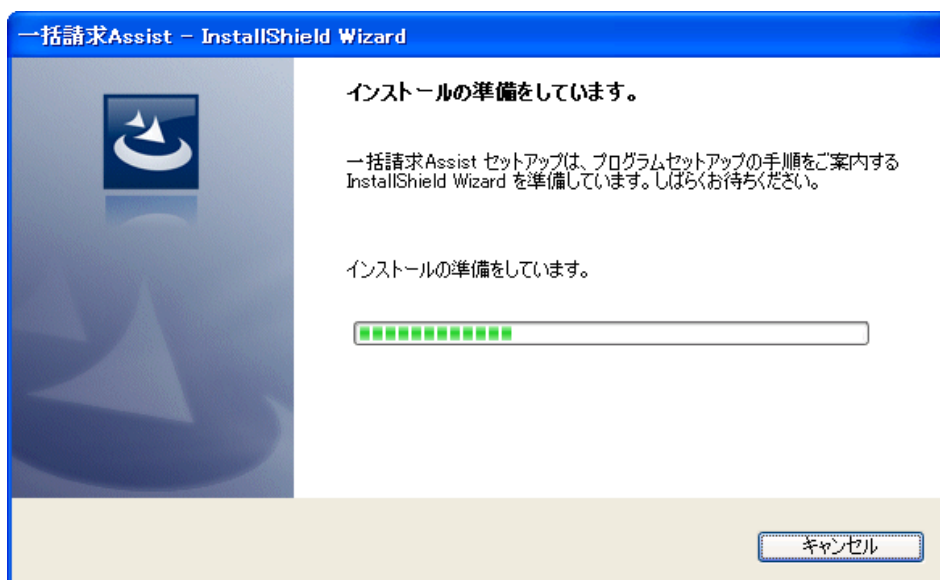 一括請求Assist - InstallShield Wizard
インストールの準備をしています。
一括請求Assist セットアップは、プログラムセットアップの手順をご案内する
InstallShield Wizard を準備しています。しばらくお待ちください。
インストールの準備をしています。
キャンセル